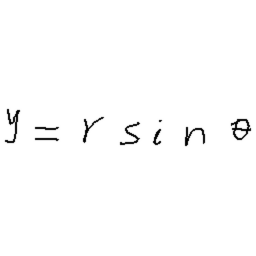 y = r sin θ